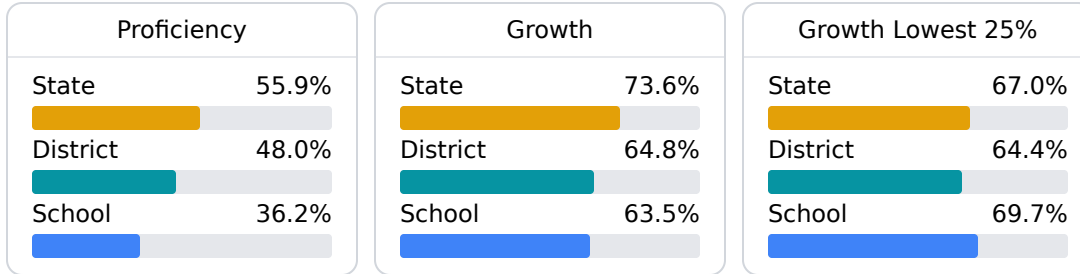 Proficiency
State 55.9%
District 48.0%
School 36.2%
Growth
State 73.6%
District 64.8%
School 63.5%
Growth Lowest 25%
State 67.0%
District 64.4%
School 69.7%